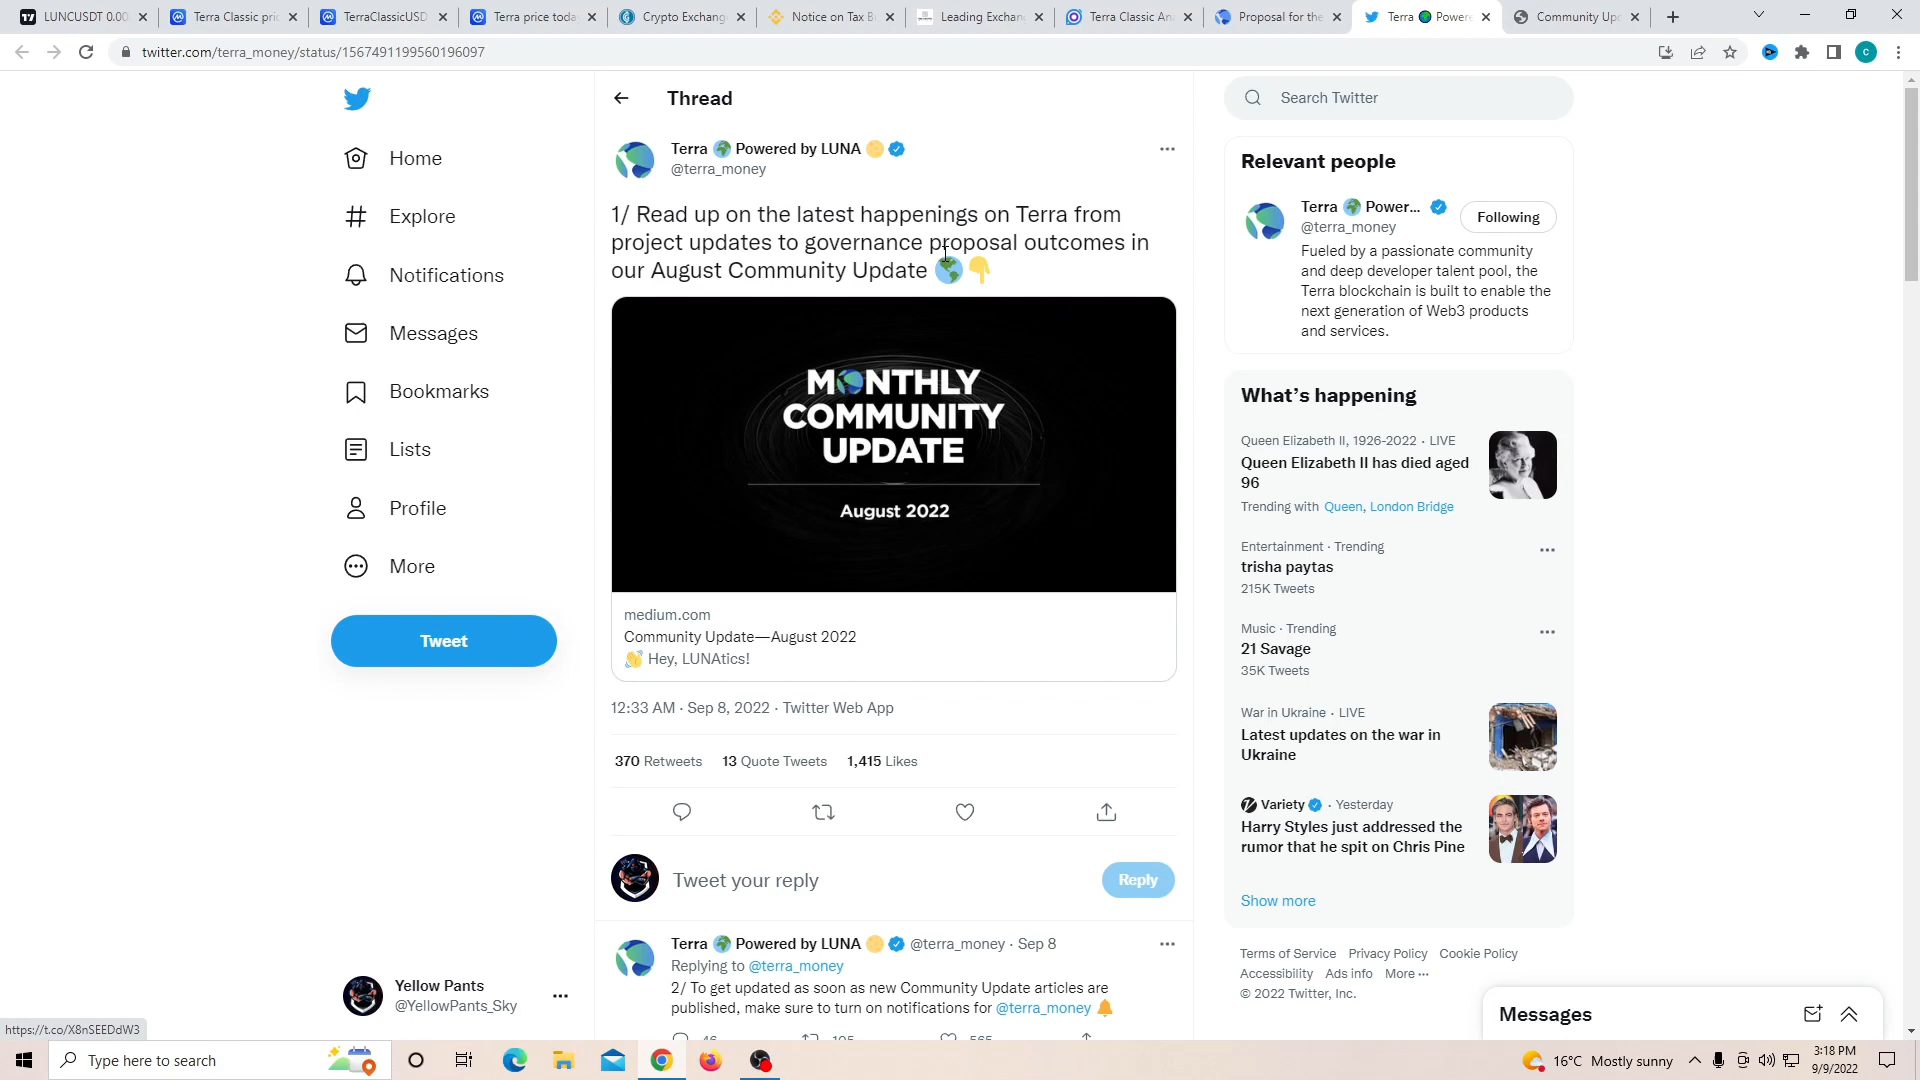 LUNCUSDT 0.00
Terra Classic pri
TerraClassicUSD
Terra price toda
Crypto Exchang
Notice on Tax B
Leading Exchan
Terra Classic An
Proposal for the
Terra 🌍 Powere
Community Upd
twitter.com/terra_money/status/1567491199560196097
Home
Explore
Notifications
Messages
Bookmarks
Lists
Profile
More
Tweet
Yellow Pants
@YellowPants_Sky
https://t.co/X8nSEEDdW3
Thread
Terra 🌍 Powered by LUNA 🌕
@terra_money
1/ Read up on the latest happenings on Terra from
project updates to governance proposal outcomes in
our August Community Update 🌎👇
MONTHLY
COMMUNITY
UPDATE
August 2022
medium.com
Community Update—August 2022
👋 Hey, LUNAtics!
12:33 AM · Sep 8, 2022 · Twitter Web App
370 Retweets 13 Quote Tweets 1,415 Likes
Tweet your reply
Reply
Terra 🌍 Powered by LUNA 🌕 @terra_money · Sep 8
Replying to @terra_money
2/ To get updated as soon as new Community Update articles are
published, make sure to turn on notifications for @terra_money 🔔
Search Twitter
Relevant people
Terra 🌍 Power...
@terra_money
Following
Fueled by a passionate community
and deep developer talent pool, the
Terra blockchain is built to enable the
next generation of Web3 products
and services.
What's happening
Queen Elizabeth II, 1926-2022 · LIVE
Queen Elizabeth II has died aged
96
Trending with Queen, London Bridge
Entertainment · Trending
trisha paytas
215K Tweets
Music · Trending
21 Savage
35K Tweets
War in Ukraine · LIVE
Latest updates on the war in
Ukraine
Variety · Yesterday
Harry Styles just addressed the
rumor that he spit on Chris Pine
Show more
Terms of Service Privacy Policy Cookie Policy
Accessibility Ads info More ···
© 2022 Twitter, Inc.
Messages
Type here to search
16°C Mostly sunny
3:18 PM
9/9/2022